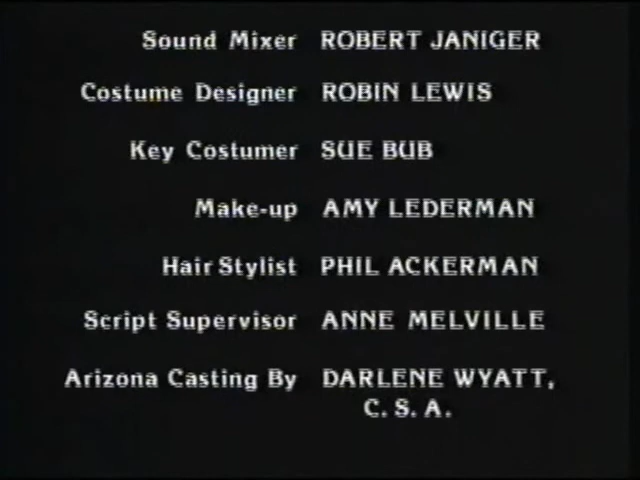 Sound Mixer ROBERT JANIGER
Costume Designer ROBIN LEWIS
Key Costumer SUE BUB
Make-up AMY LEDERMAN
Hair Stylist PHIL ACKERMAN
Script Supervisor ANNE MELVILLE
Arizona Casting By DARLENE WYATT,
C. S. A.